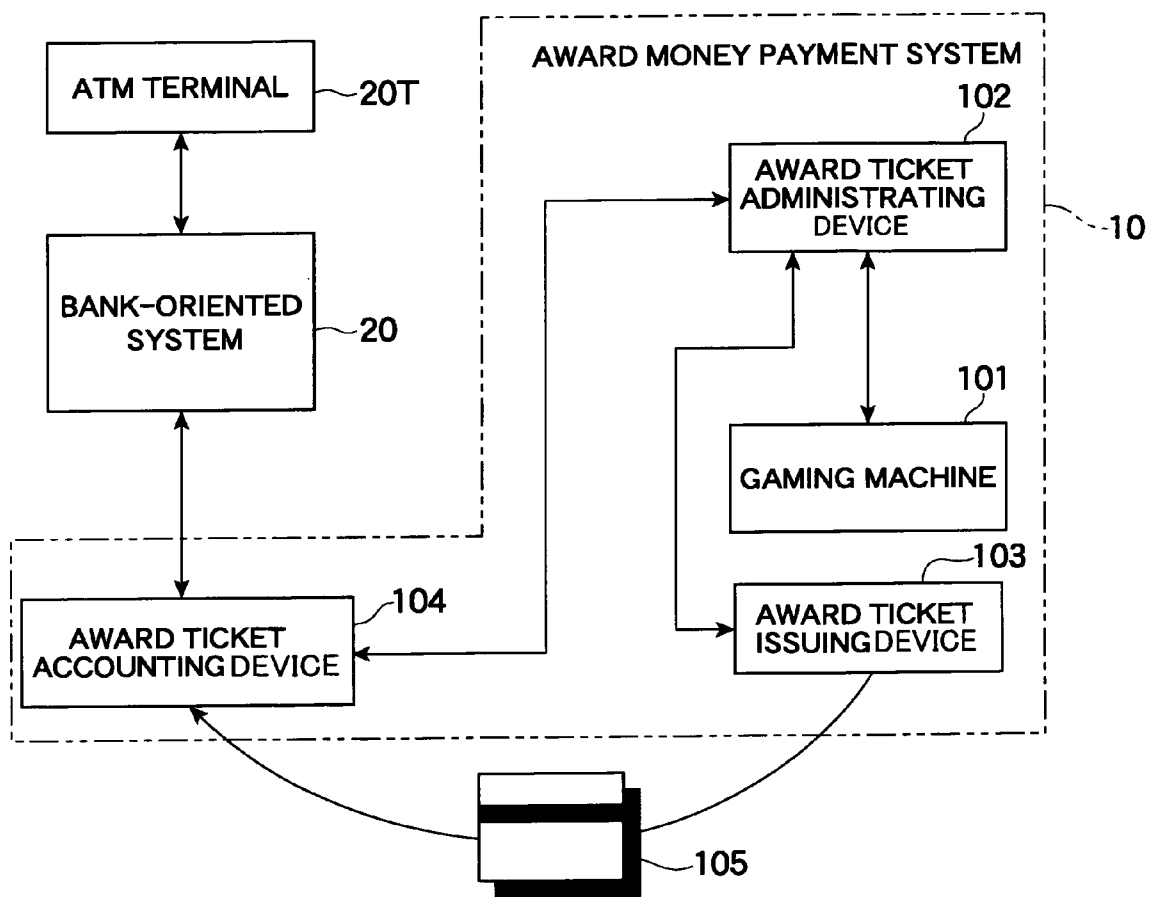 AWARD MONEY PAYMENT SYSTEM
ATM TERMINAL
20T
102
AWARD TICKET
ADMINISTRATING
DEVICE
10
BANK-ORIENTED
SYSTEM
20
101
GAMING MACHINE
103
AWARD TICKET
ISSUING DEVICE
104
AWARD TICKET
ACCOUNTING DEVICE
105